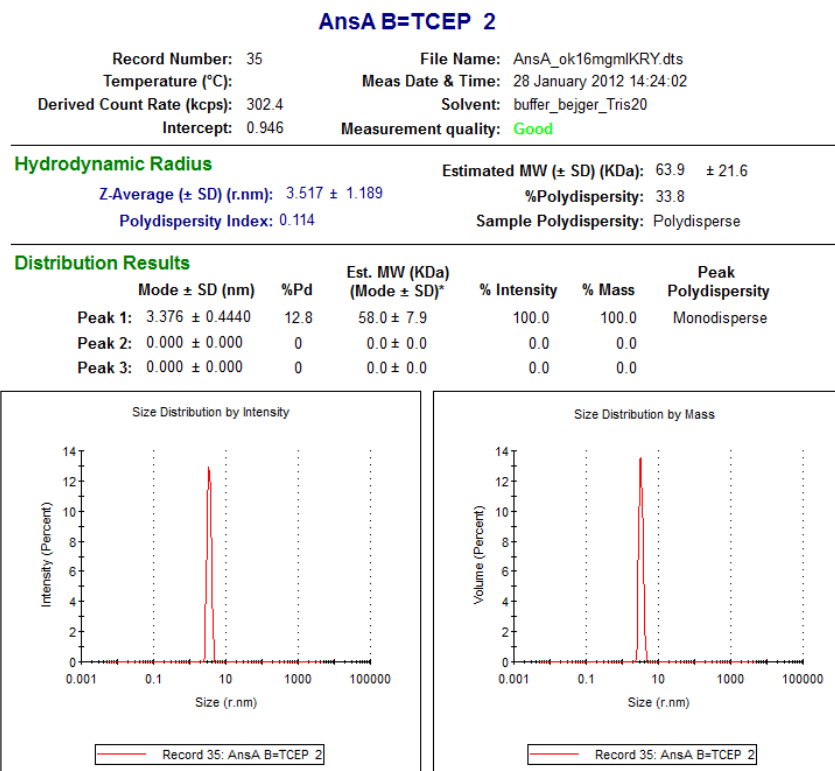 AnsA B=TCEP 2
Record Number: 35 File Name: AnsA_ok16mgmlKRY.dts
Temperature (°C): Meas Date & Time: 28 January 2012 14:24:02
Derived Count Rate (kcps): 302.4 Solvent: buffer_bejger_Tris20
Intercept: 0.946 Measurement quality: Good
Hydrodynamic Radius Estimated MW (± SD) (KDa): 63.9 ± 21.6
Z-Average (± SD) (r.nm): 3.517 ± 1.189 %Polydispersity: 33.8
Polydispersity Index: 0.114 Sample Polydispersity: Polydisperse
Distribution Results
Mode ± SD (nm) %Pd Est. MW (KDa) (Mode ± SD)* % Intensity % Mass Peak Polydispersity
Peak 1: 3.376 ± 0.4440 12.8 58.0 ± 7.9 100.0 100.0 Monodisperse
Peak 2: 0.000 ± 0.000 0 0.0 ± 0.0 0.0 0.0
Peak 3: 0.000 ± 0.000 0 0.0 ± 0.0 0.0 0.0
Size Distribution by Intensity
14
12
10
8
6
4
2
0
Intensity (Percent)
0.001 0.1 10 1000 100000
Size (r.nm)
Record 35: AnsA B=TCEP 2
Size Distribution by Mass
14
12
10
8
6
4
2
0
Volume (Percent)
0.001 0.1 10 1000 100000
Size (r.nm)
Record 35: AnsA B=TCEP 2